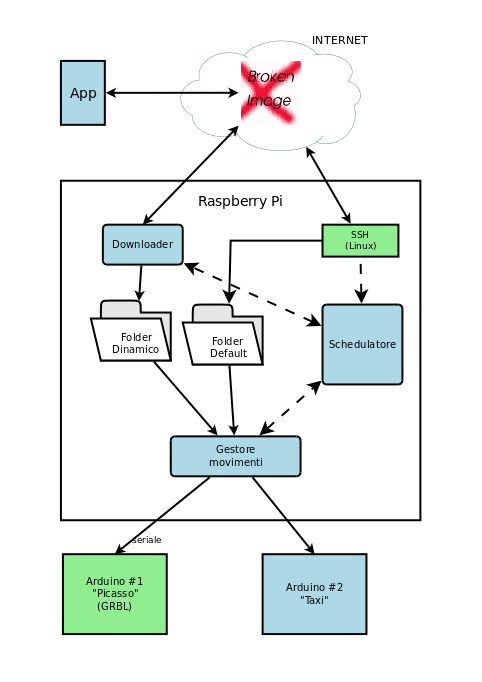 INTERNET
Broken
Image
App
Raspberry Pi
Downloader
SSH
(Linux)
Folder
Dinamico
Folder
Default
Schedulatore
Gestore
movimenti
seriale
Arduino #1
"Picasso"
(GRBL)
Arduino #2
"Taxi"